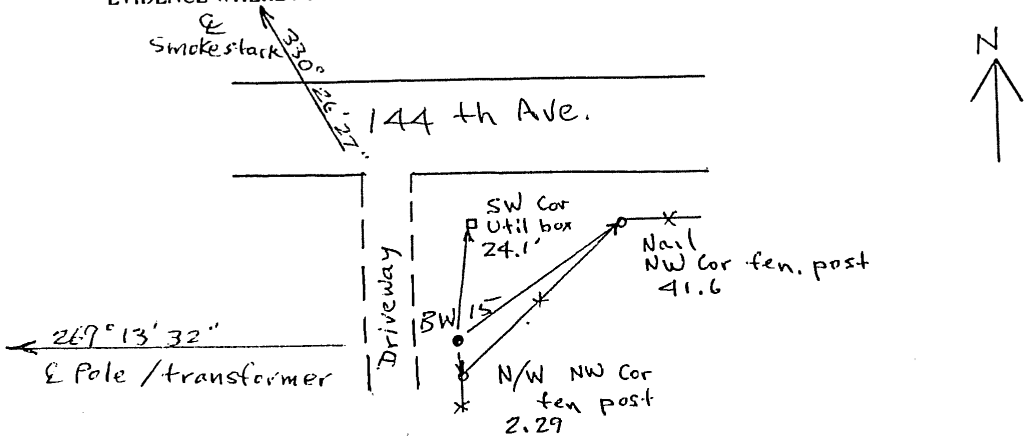 ℄
Smokestack
330° 26' 27"
144 th Ave.
N
SW Cor
Util box
24.1'
Nail
NW Cor fen. post
41.6
Driveway
BW 15
269° 13' 32"
℄ Pole / transformer
N/W NW Cor
fen post
2.29